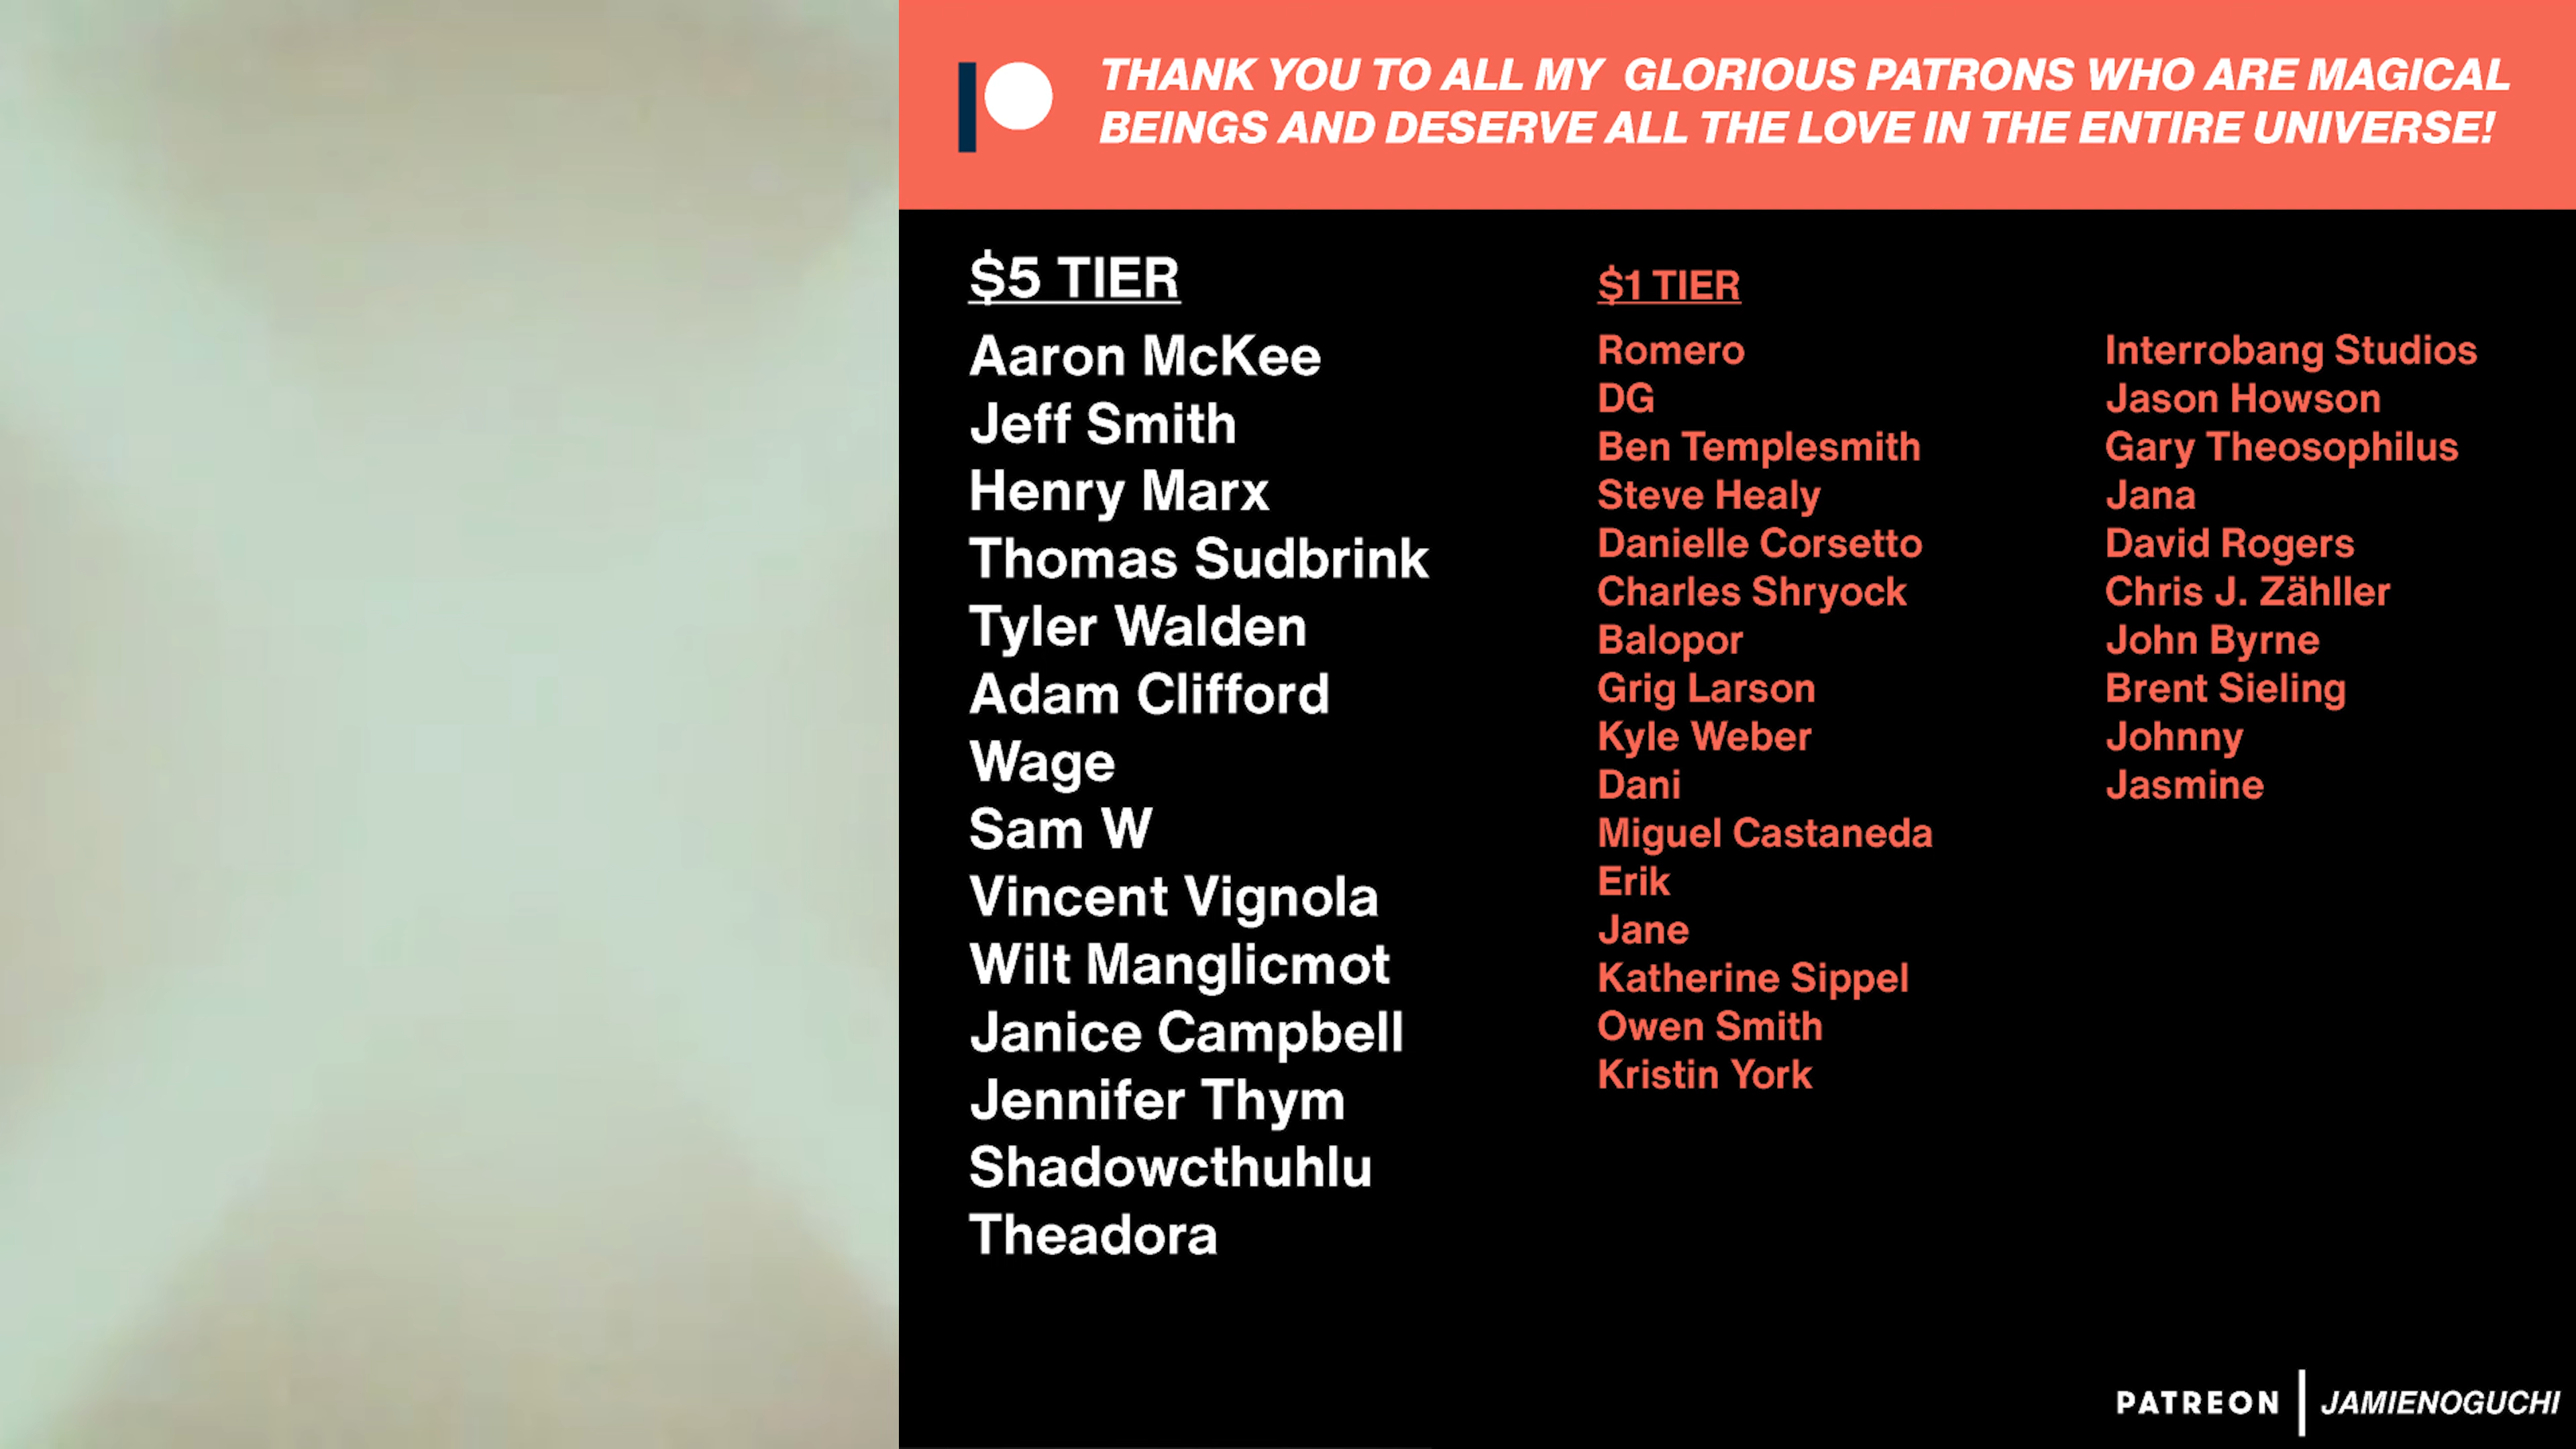 THANK YOU TO ALL MY GLORIOUS PATRONS WHO ARE MAGICAL
BEINGS AND DESERVE ALL THE LOVE IN THE ENTIRE UNIVERSE!
$5 TIER
Aaron McKee
Jeff Smith
Henry Marx
Thomas Sudbrink
Tyler Walden
Adam Clifford
Wage
Sam W
Vincent Vignola
Wilt Manglicmot
Janice Campbell
Jennifer Thym
Shadowcthuhlu
Theadora
$1 TIER
Romero
DG
Ben Templesmith
Steve Healy
Danielle Corsetto
Charles Shryock
Balopor
Grig Larson
Kyle Weber
Dani
Miguel Castaneda
Erik
Jane
Katherine Sippel
Owen Smith
Kristin York
Interrobang Studios
Jason Howson
Gary Theosophilus
Jana
David Rogers
Chris J. Zähller
John Byrne
Brent Sieling
Johnny
Jasmine
PATREON | JAMIENOGUCHI